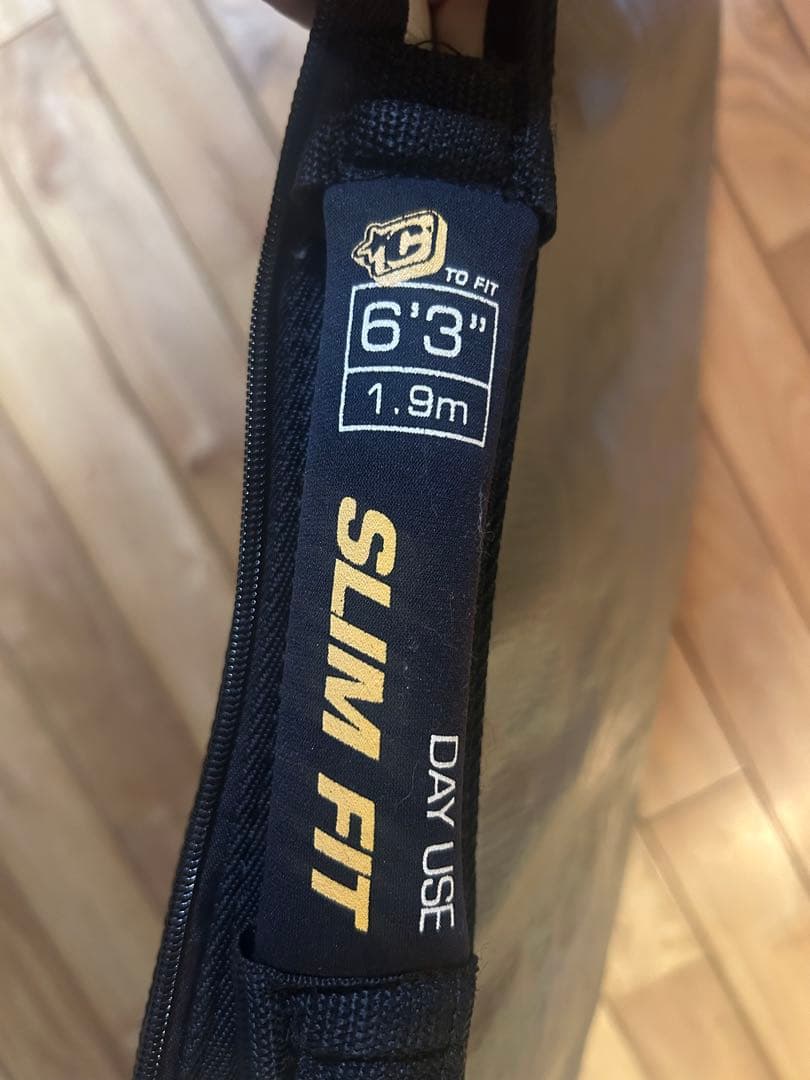 C
TO FIT
6'3"
1.9m
SLIM FIT
DAY USE